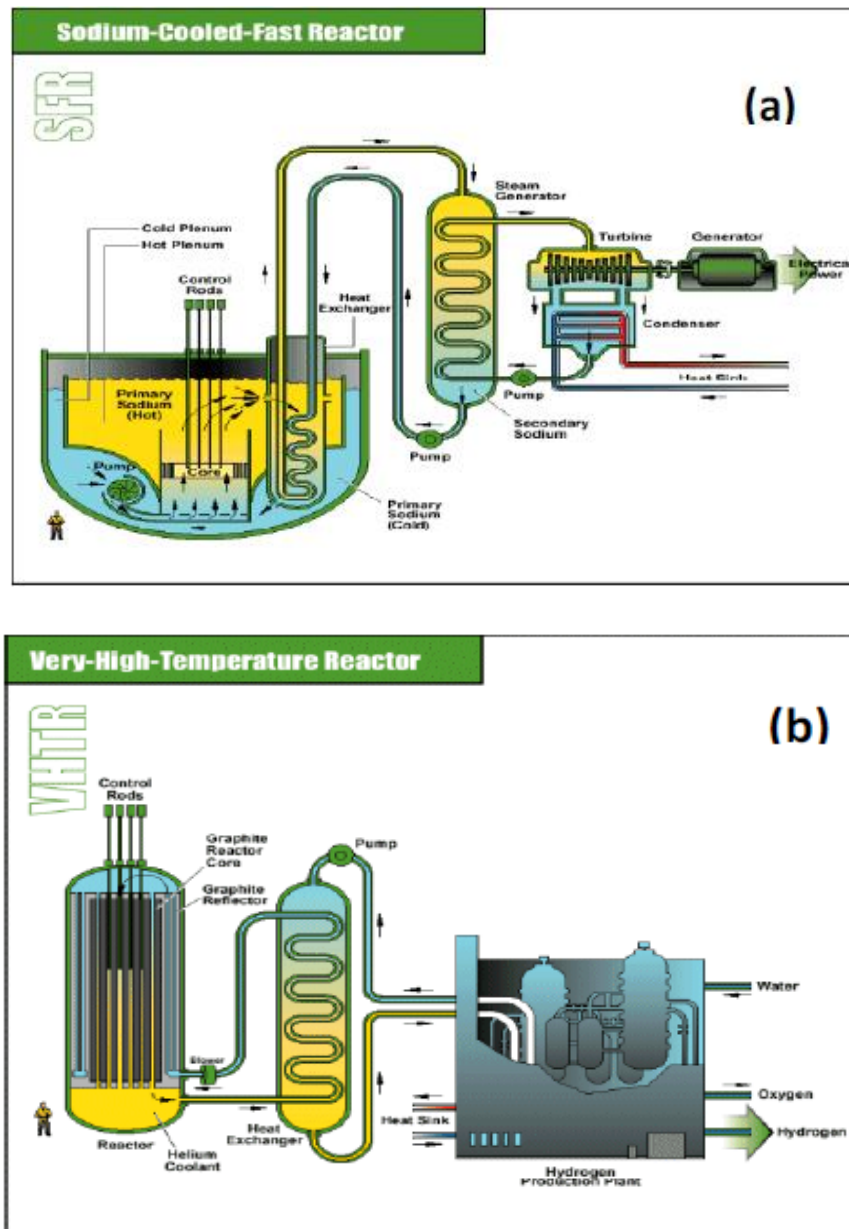 Sodium-Cooled-Fast Reactor
SFR
(a)
Steam
Generator
Cold Plenum
Hot Plenum
Turbine
Generator
Electrical
Power
Control
Rods
Heat
Exchanger
Condenser
Heat Sink
Primary
Sodium
(Hot)
Pump
Secondary
Sodium
Pump
Core
Pump
Primary
Sodium
(Cold)
Very-High-Temperature Reactor
VHTR
(b)
Control
Rods
Pump
Graphite
Reactor
Core
Graphite
Reflector
Water
Blower
Oxygen
Heat Sink
Hydrogen
Reactor
Heat
Exchanger
Helium
Coolant
Hydrogen
Production Plant